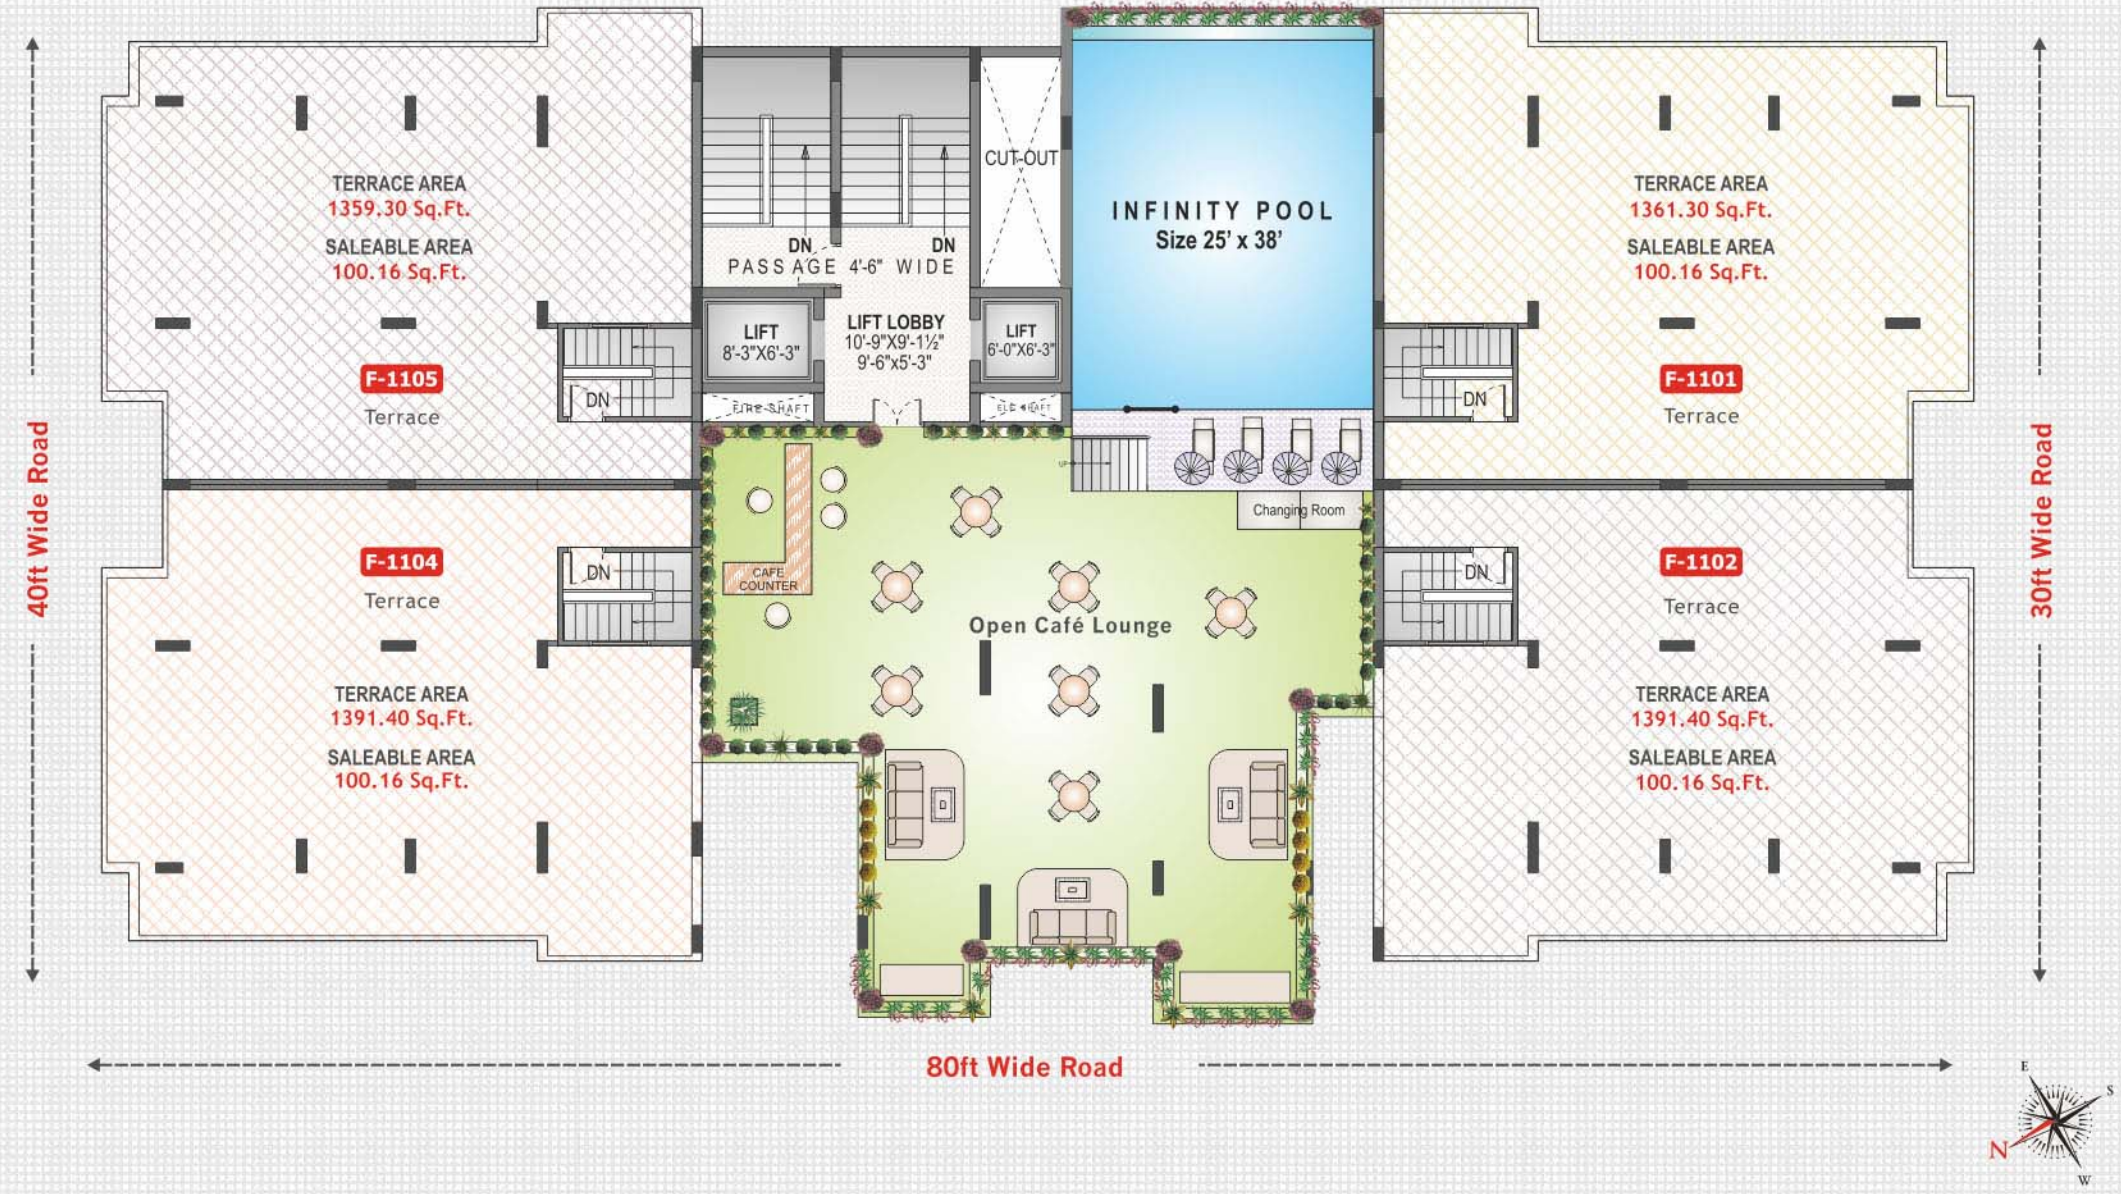 TERRACE AREA
1359.30 Sq.Ft.
SALEABLE AREA
100.16 Sq.Ft.
F-1105
Terrace
DN
DN
DN
PASSAGE 4'-6" WIDE
CUT-OUT
INFINITY POOL
Size 25' x 38'
LIFT
8'-3"X6'-3"
LIFT LOBBY
10'-9"X9'-1½"
9'-6"x5'-3"
LIFT
6'-0"X6'-3"
FIRE SHAFT
ELE SHAFT
TERRACE AREA
1361.30 Sq.Ft.
SALEABLE AREA
100.16 Sq.Ft.
F-1101
Terrace
DN
40ft Wide Road
30ft Wide Road
UP
Changing Room
CAFE
COUNTER
Open Café Lounge
F-1104
Terrace
DN
TERRACE AREA
1391.40 Sq.Ft.
SALEABLE AREA
100.16 Sq.Ft.
F-1102
Terrace
DN
TERRACE AREA
1391.40 Sq.Ft.
SALEABLE AREA
100.16 Sq.Ft.
80ft Wide Road
E
S
N
W